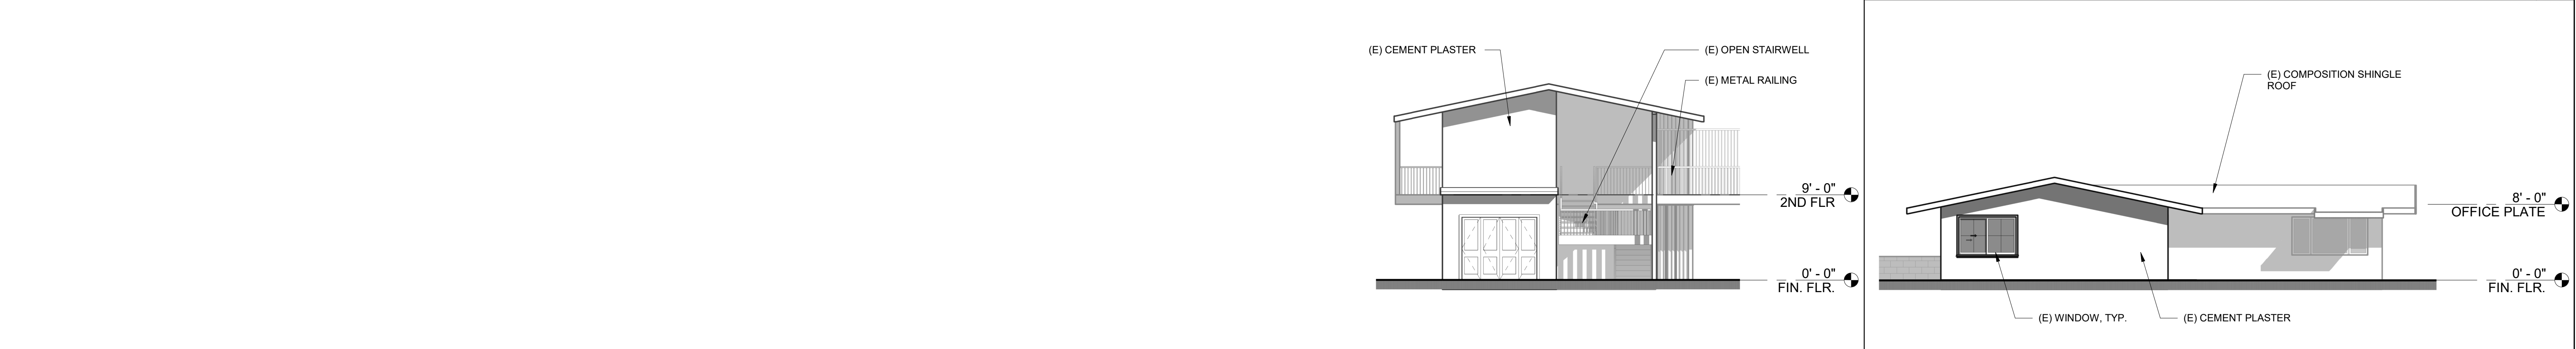 (E) CEMENT PLASTER
(E) OPEN STAIRWELL
(E) METAL RAILING
9' - 0"
2ND FLR
0' - 0"
FIN. FLR.
(E) COMPOSITION SHINGLE
ROOF
8' - 0"
OFFICE PLATE
0' - 0"
FIN. FLR.
(E) WINDOW, TYP.
(E) CEMENT PLASTER